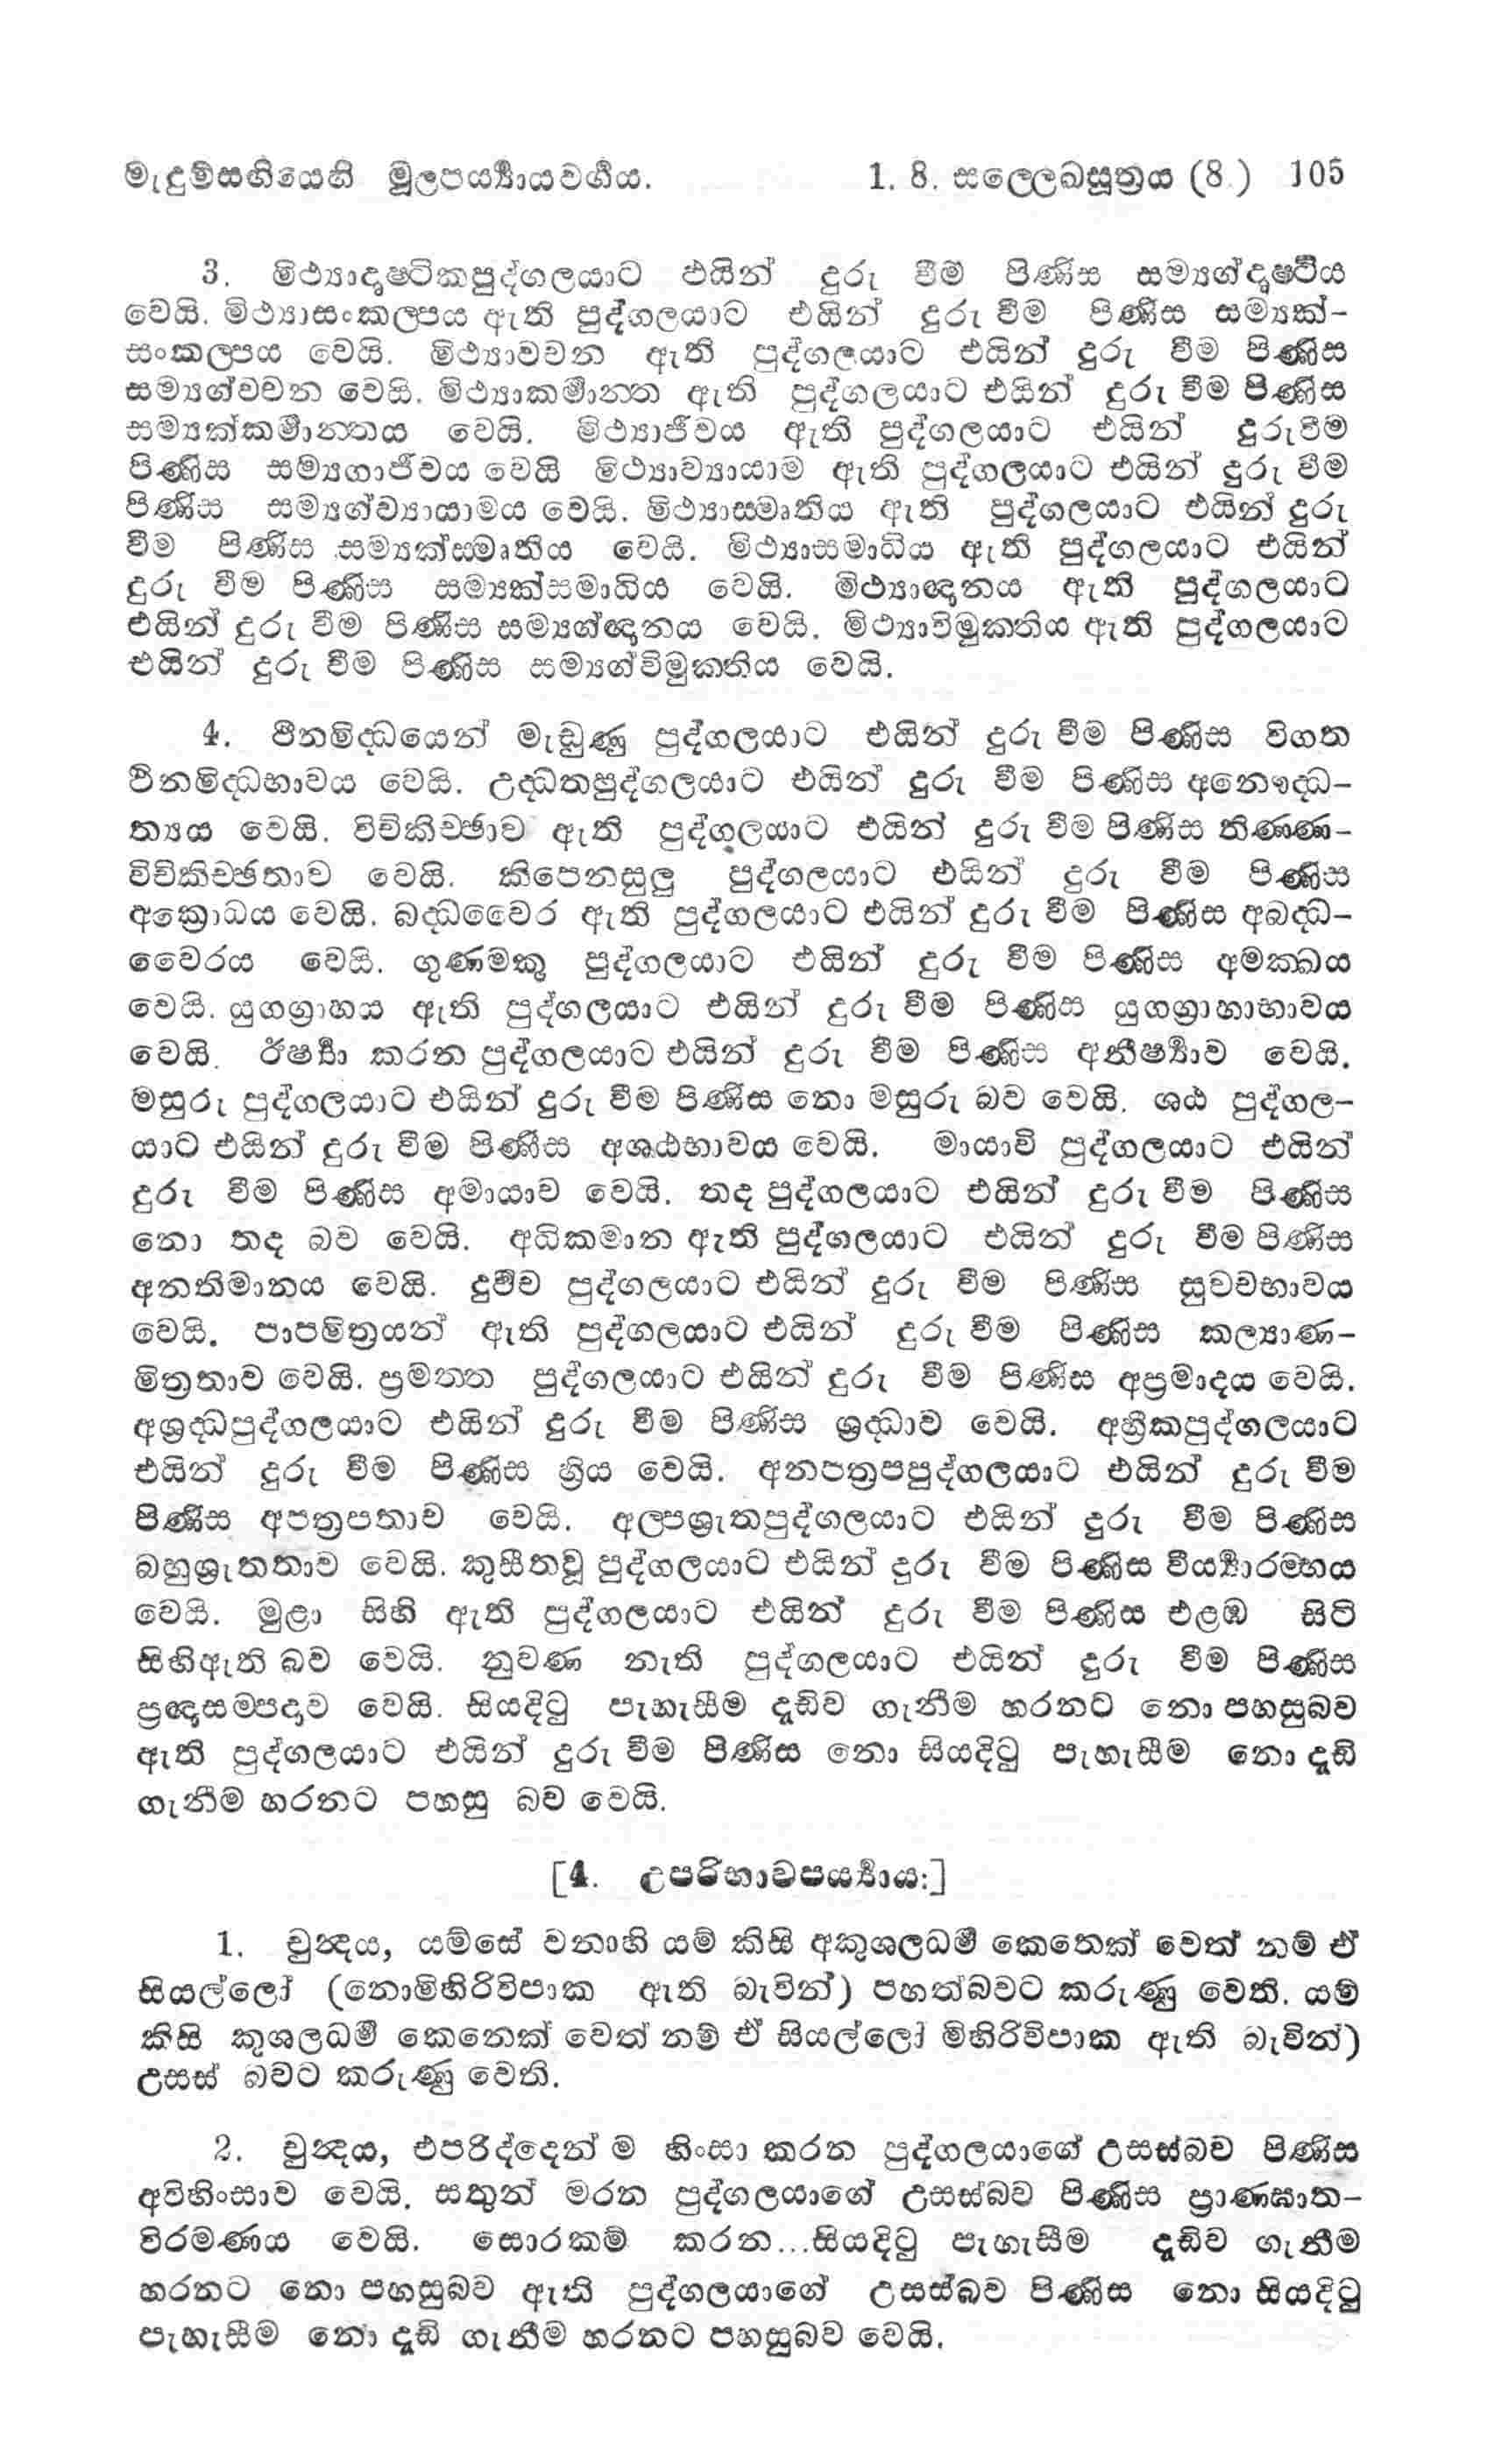 මැදුම්සඟියෙහි මූලපර්‍ය්‍යායවර්‍ගය. 1. 8. සල්ලෙඛසූත්‍රය (8.) 105
3. මිථ්‍යාදෘෂ්ටිකපුද්ගලයාට එයින් දුරු වීම පිණිස සම්‍යග්දෘෂ්ටිය
වෙයි. මිථ්‍යාසංකල්පය ඇති පුද්ගලයාට එයින් දුරු වීම පිණිස සම්‍යක්-
සංකල්පය වෙයි. මිථ්‍යාවචන ඇති පුද්ගලයාට එයින් දුරු වීම පිණිස
සම්‍යග්වචන වෙයි. මිථ්‍යාකර්‍මාන්ත ඇති පුද්ගලයාට එයින් දුරු වීම පිණිස
සම්‍යක්කර්‍මාන්තය වෙයි. මිථ්‍යාජීවය ඇති පුද්ගලයාට එයින් දුරුවීම
පිණිස සම්‍යගාජීවය වෙයි මිථ්‍යාව්‍යායාම ඇති පුද්ගලයාට එයින් දුරු වීම
පිණිස සම්‍යග්ව්‍යායාමය වෙයි. මිථ්‍යාස්මෘතිය ඇති පුද්ගලයාට එයින් දුරු
වීම පිණිස සම්‍යක්ස්මෘතිය වෙයි. මිථ්‍යාසමාධිය ඇති පුද්ගලයාට එයින්
දුරු වීම පිණිස සම්‍යක්සමාධිය වෙයි. මිථ්‍යාඥානය ඇති පුද්ගලයාට
එයින් දුරු වීම පිණිස සම්‍යග්ඥානය වෙයි. මිථ්‍යාවිමුක්තිය ඇති පුද්ගලයාට
එයින් දුරු වීම පිණිස සම්‍යග්විමුක්තිය වෙයි.
4. ථීනමිද්ධයෙන් මැඩුණු පුද්ගලයාට එයින් දුරු වීම පිණිස විගත
ථිනමිද්ධභාවය වෙයි. උද්ධතපුද්ගලයාට එයින් දුරු වීම පිණිස අනෞද්ධ-
ත්‍යය වෙයි. විචිකිච්ඡාව ඇති පුද්ගලයාට එයින් දුරු වීම පිණිස තිණ්ණ-
විචිකිච්ඡතාව වෙයි. කිපෙනසුලු පුද්ගලයාට එයින් දුරු වීම පිණිස
අක්‍රොධය වෙයි. බද්ධවෛර ඇති පුද්ගලයාට එයින් දුරු වීම පිණිස අබද්ධ-
වෛරය වෙයි. ගුණමකු පුද්ගලයාට එයින් දුරු වීම පිණිස අමක්ඛය
වෙයි. යුගග්‍රාහය ඇති පුද්ගලයාට එයින් දුරු වීම පිණිස යුගග්‍රාහාභාවය
වෙයි. ඊර්‍ෂ්‍යා කරන පුද්ගලයාට එයින් දුරු වීම පිණිස අනීර්‍ෂ්‍යාව වෙයි.
මසුරු පුද්ගලයාට එයින් දුරු වීම පිණිස නො මසුරු බව වෙයි. ශඨ පුද්ගල-
යාට එයින් දුරු වීම පිණිස අශඨභාවය වෙයි. මායාවි පුද්ගලයාට එයින්
දුරු වීම පිණිස අමායාව වෙයි. තද පුද්ගලයාට එයින් දුරු වීම පිණිස
නො තද බව වෙයි. අධිකමාන ඇති පුද්ගලයාට එයින් දුරු වීම පිණිස
අනතිමානය වෙයි. දුර්‍වච පුද්ගලයාට එයින් දුරු වීම පිණිස සුවචභාවය
වෙයි. පාපමිත්‍රයන් ඇති පුද්ගලයාට එයින් දුරු වීම පිණිස කල්‍යාණ-
මිත්‍රතාව වෙයි. ප්‍රමත්ත පුද්ගලයාට එයින් දුරු වීම පිණිස අප්‍රමාදය වෙයි.
අශ්‍රද්ධපුද්ගලයාට එයින් දුරු වීම පිණිස ශ්‍රද්ධාව වෙයි. අහ්‍රීකපුද්ගලයාට
එයින් දුරු වීම පිණිස හ්‍රිය වෙයි. අනපත්‍රපපුද්ගලයාට එයින් දුරු වීම
පිණිස අපත්‍රපතාව වෙයි. අල්පශ්‍රුතපුද්ගලයාට එයින් දුරු වීම පිණිස
බහුශ්‍රුතතාව වෙයි. කුසීතවූ පුද්ගලයාට එයින් දුරු වීම පිණිස වීර්‍ය්‍යාරම්භය
වෙයි. මුළා සිහි ඇති පුද්ගලයාට එයින් දුරු වීම පිණිස එළඹ සිටි
සිහිඇති බව වෙයි. නුවණ නැති පුද්ගලයාට එයින් දුරු වීම පිණිස
ප්‍රඥාසම්පදාව වෙයි. සියදිටු පැහැසීම දැඩිව ගැනීම හරනට නො පහසුබව
ඇති පුද්ගලයාට එයින් දුරු වීම පිණිස නො සියදිටු පැහැසීම නො දැඩි
ගැනීම හරනට පහසු බව වෙයි.
[4. උපරිභාවපර්‍ය්‍යාය:]
1. චුන්‍දය, යම්සේ වනාහි යම් කිසි අකුශලධර්‍ම කෙනෙක් වෙත් නම් ඒ
සියල්ලෝ (නොමිහිරිවිපාක ඇති බැවින්) පහත්බවට කරුණු වෙති. යම්
කිසි කුශලධර්‍ම කෙනෙක් වෙත් නම් ඒ සියල්ලෝ මිහිරිවිපාක ඇති බැවින්)
උසස් බවට කරුණු වෙති.
2. චුන්‍දය, එපරිද්දෙන් ම හිංසා කරන පුද්ගලයාගේ උසස්බව පිණිස
අවිහිංසාව වෙයි. සතුන් මරන පුද්ගලයාගේ උසස්බව පිණිස ප්‍රාණඝාත-
විරමණය වෙයි. සොරකම් කරන...සියදිටු පැහැසීම දැඩිව ගැනීම
හරනට නො පහසුබව ඇති පුද්ගලයාගේ උසස්බව පිණිස නො සියදිටු
පැහැසීම නො දැඩි ගැනීම හරනට පහසුබව වෙයි.